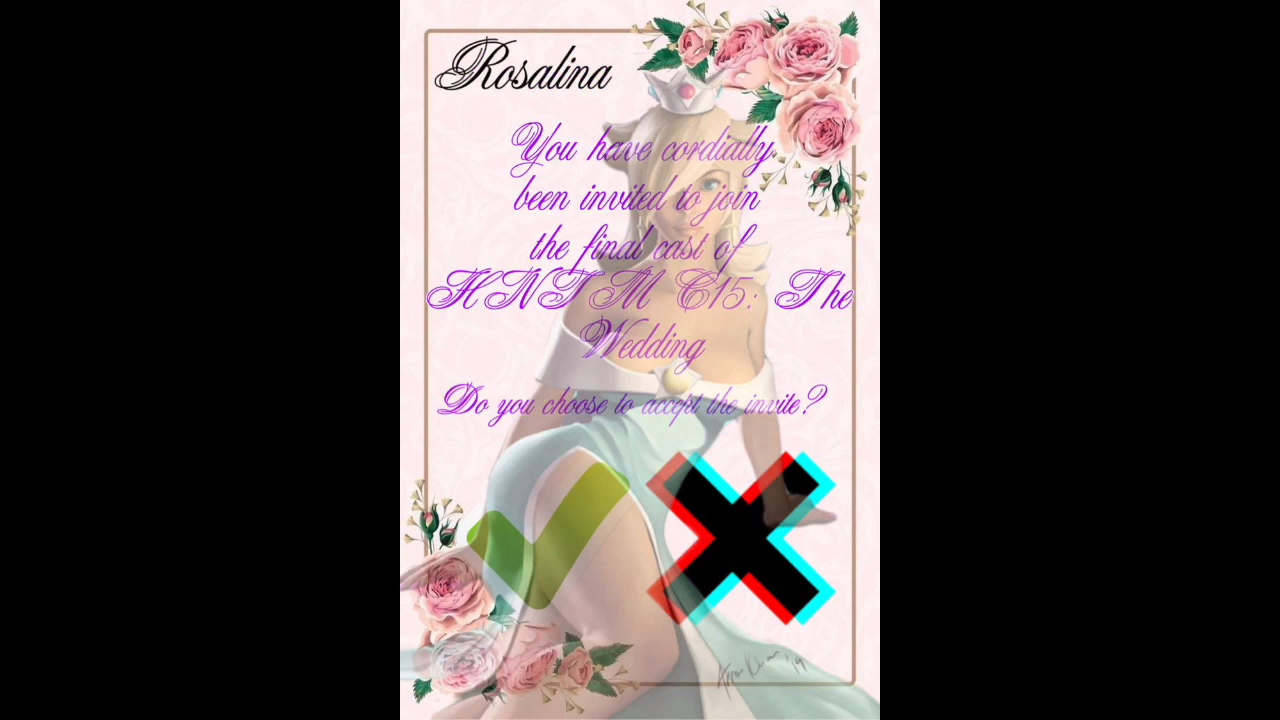 Rosalina
You have cordially
been invited to join
the final cast of
HNTM C15: The
Wedding
Do you choose to accept the invite?
'19